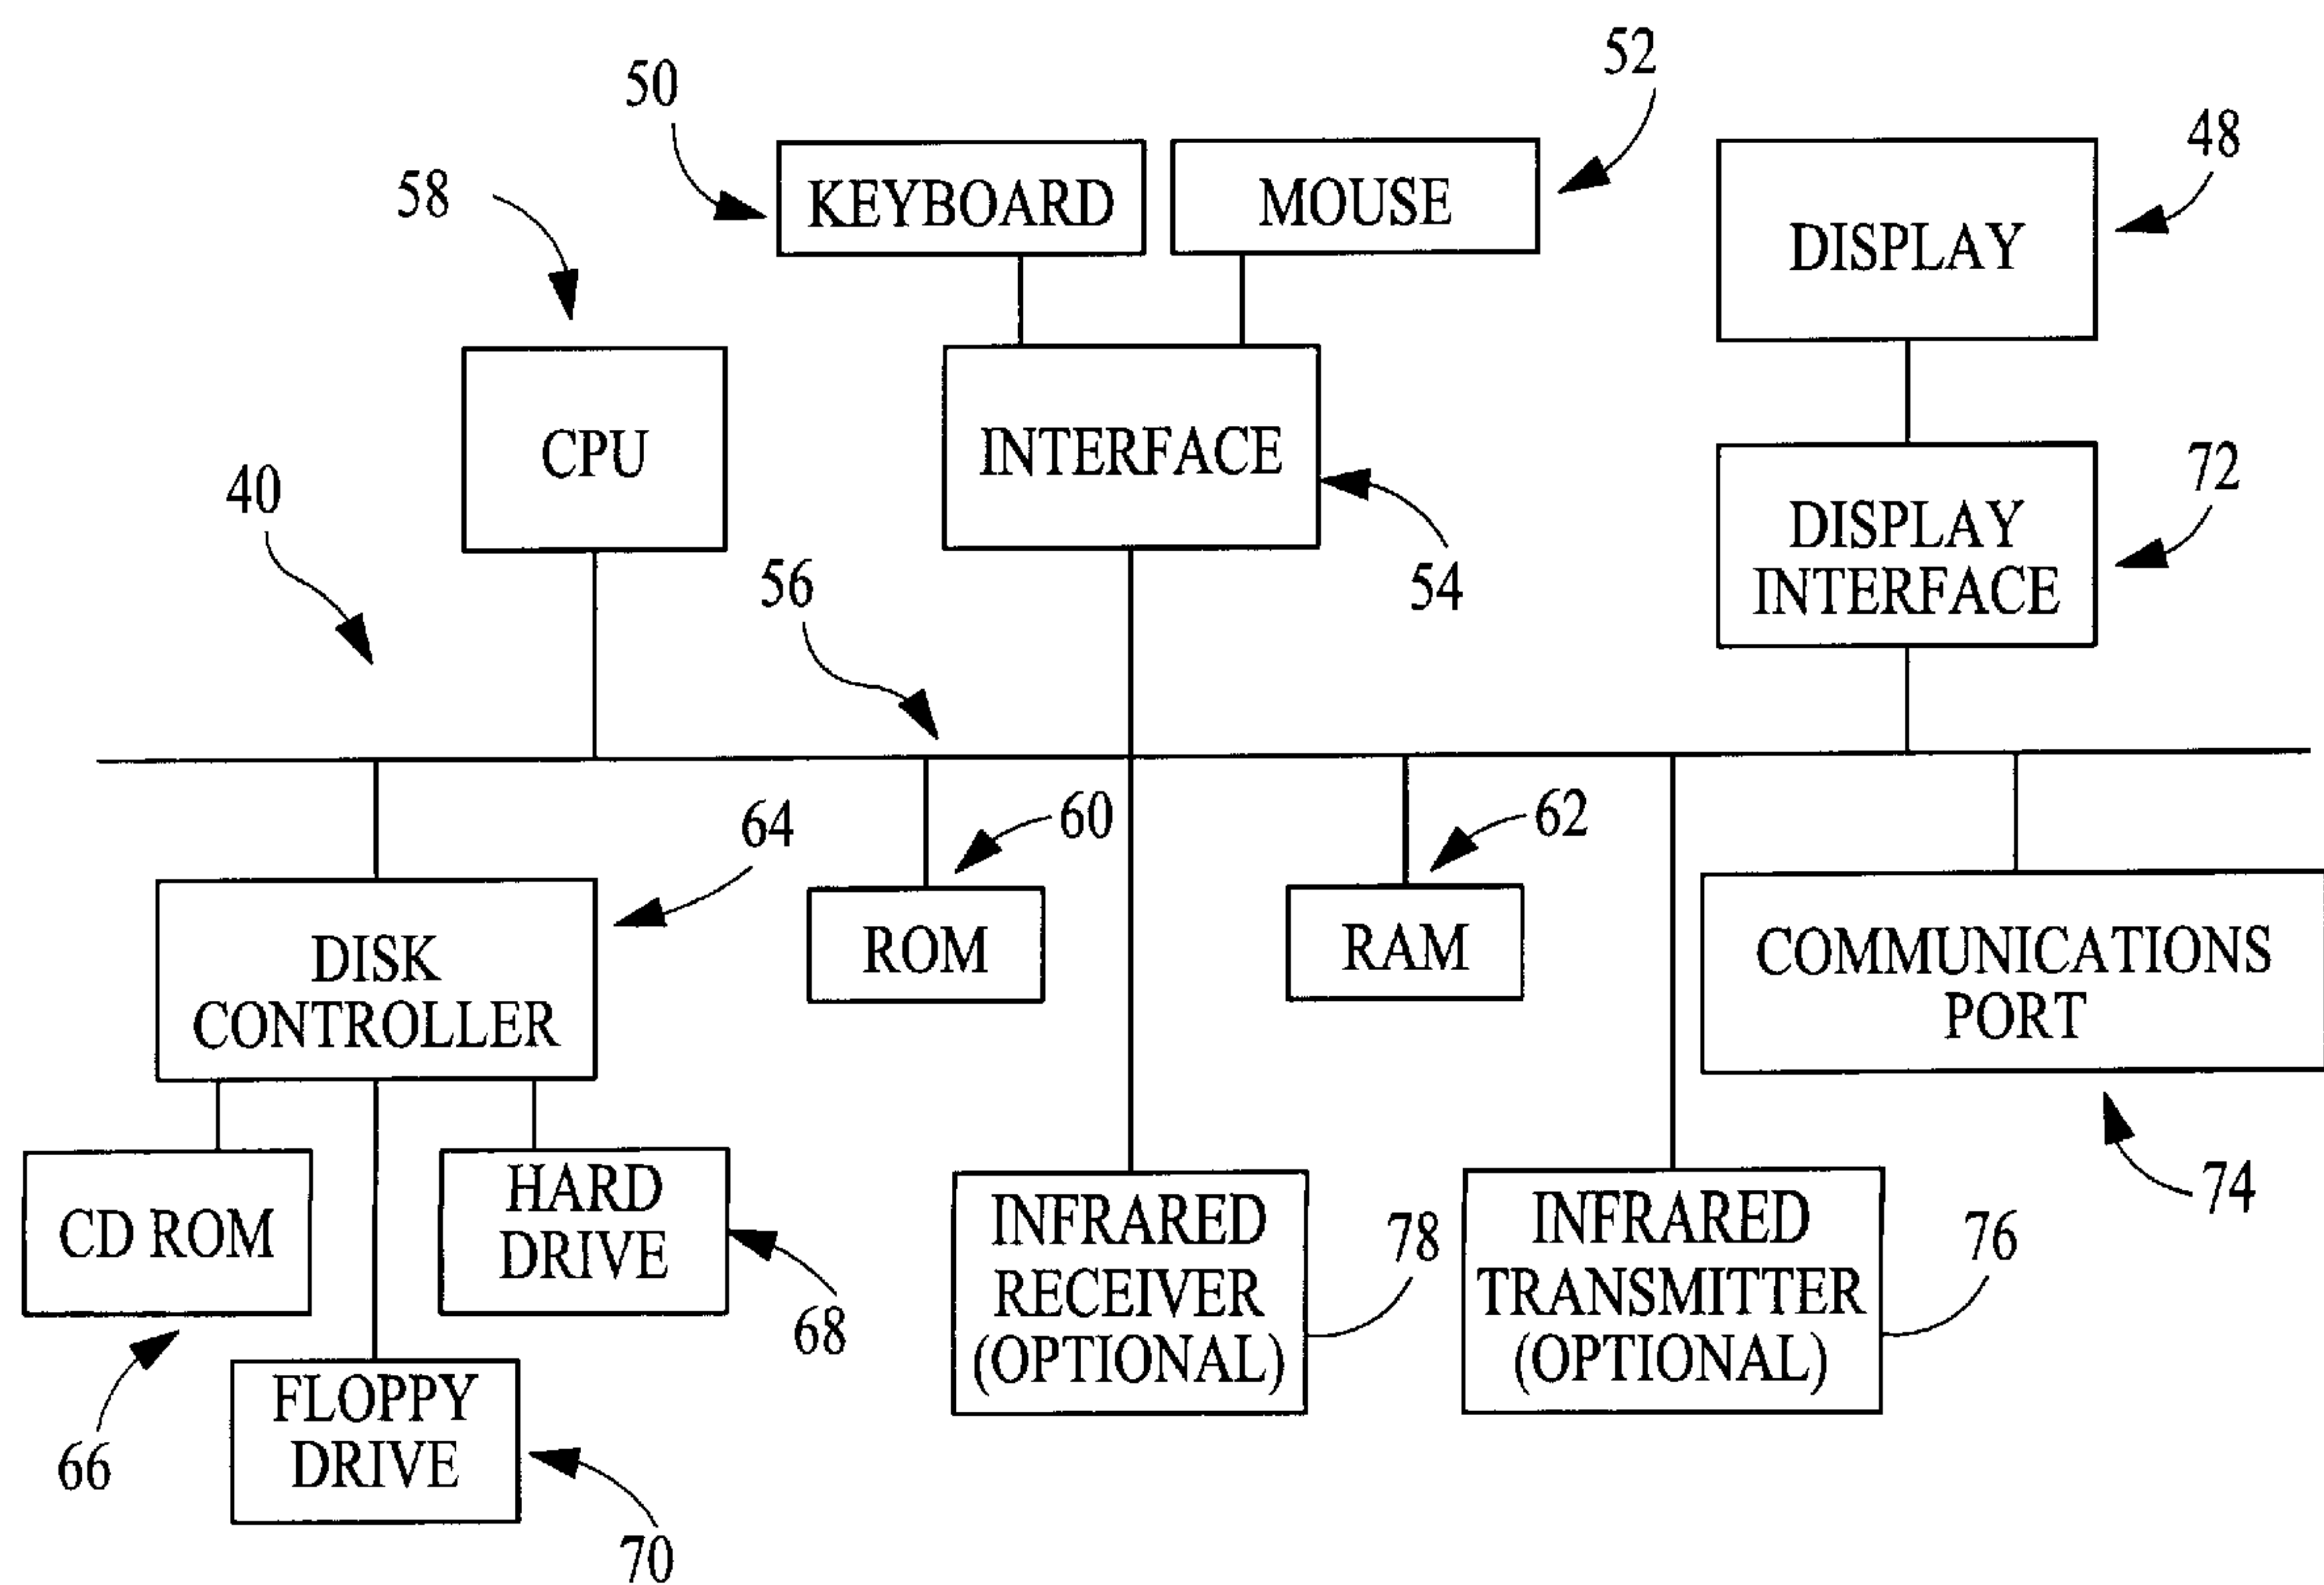 52
50
48
KEYBOARD
MOUSE
58
DISPLAY
CPU
INTERFACE
72
40
DISPLAY
INTERFACE
56
54
64
60
62
DISK
CONTROLLER
ROM
RAM
COMMUNICATIONS
PORT
74
CD ROM
HARD
DRIVE
INFRARED
RECEIVER
(OPTIONAL)
78
INFRARED
TRANSMITTER
(OPTIONAL)
76
68
66
FLOPPY
DRIVE
70